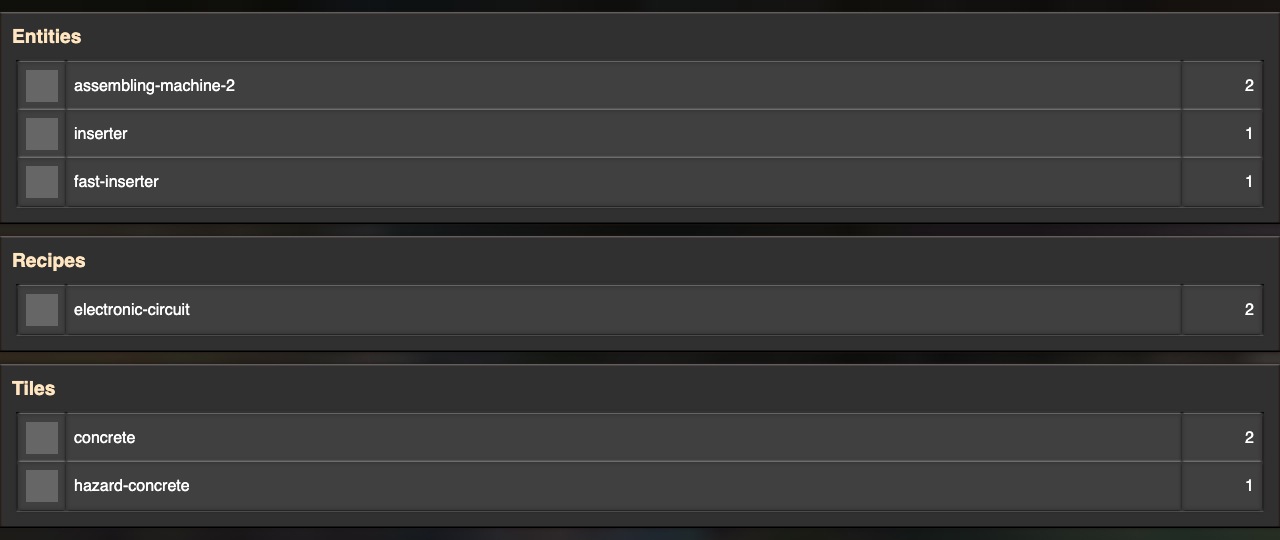 Entities
assembling-machine-2 2
inserter 1
fast-inserter 1
Recipes
electronic-circuit 2
Tiles
concrete 2
hazard-concrete 1